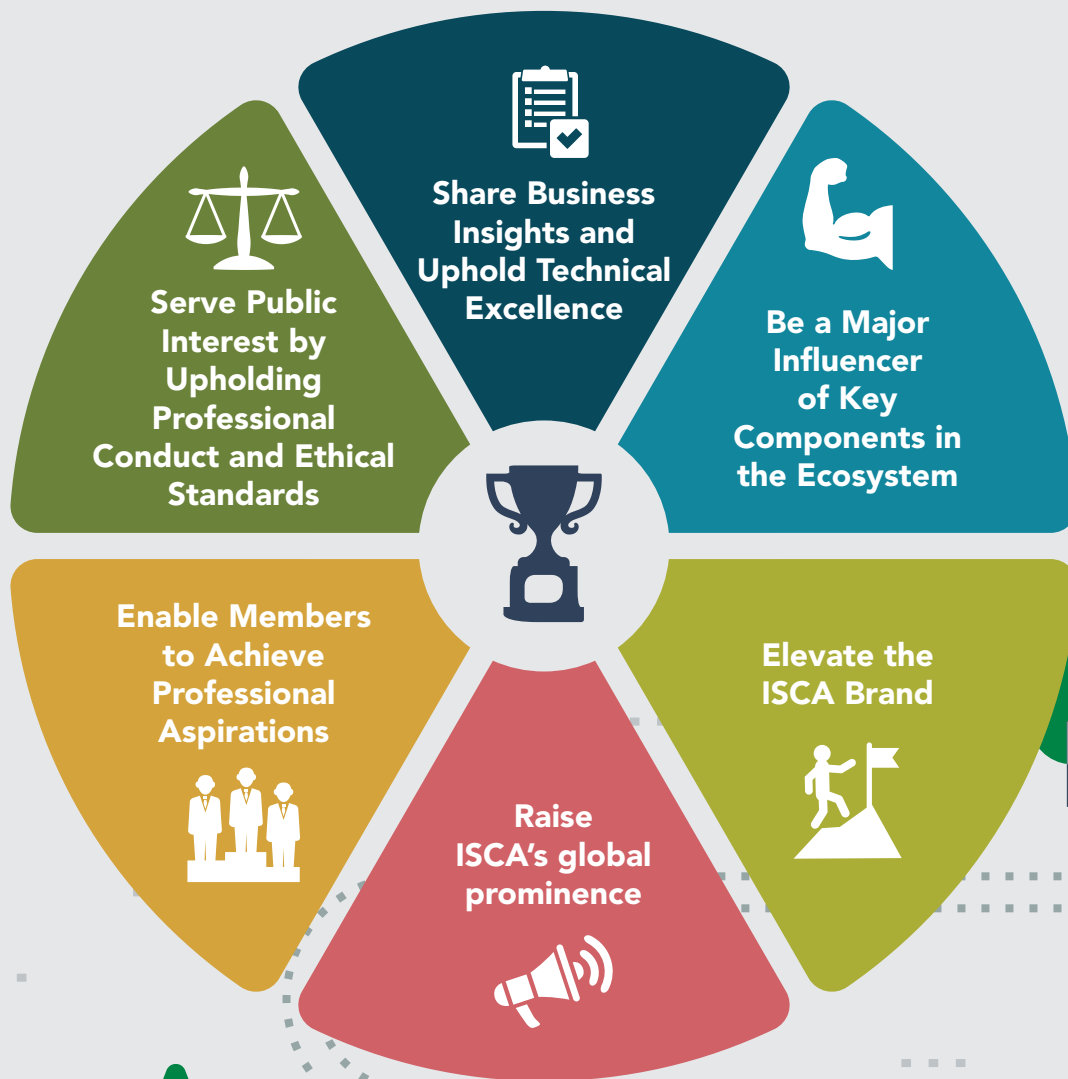 Share Business
Insights and
Uphold Technical
Excellence
Serve Public
Interest by
Upholding
Professional
Conduct and Ethical
Standards
Be a Major
Influencer
of Key
Components in
the Ecosystem
Enable Members
to Achieve
Professional
Aspirations
Elevate the
ISCA Brand
Raise
ISCA’s global
prominence